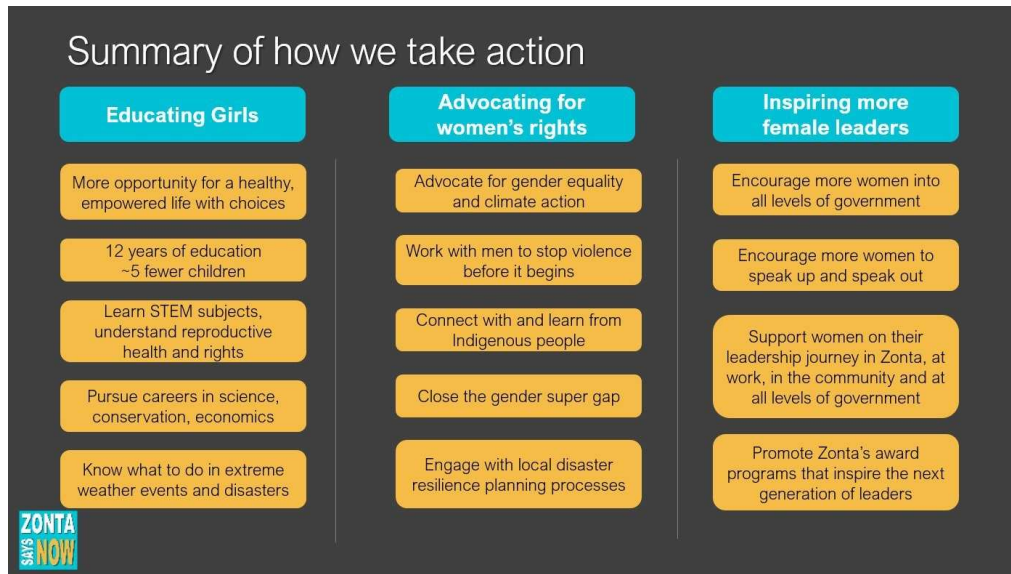 Summary of how we take action
Educating Girls
More opportunity for a healthy,
empowered life with choices
12 years of education
~5 fewer children
Learn STEM subjects,
understand reproductive
health and rights
Pursue careers in science,
conservation, economics
Know what to do in extreme
weather events and disasters
Advocating for
women's rights
Advocate for gender equality
and climate action
Work with men to stop violence
before it begins
Connect with and learn from
Indigenous people
Close the gender super gap
Engage with local disaster
resilience planning processes
Inspiring more
female leaders
Encourage more women into
all levels of government
Encourage more women to
speak up and speak out
Support women on their
leadership journey in Zonta, at
work, in the community and at
all levels of government
Promote Zonta's award
programs that inspire the next
generation of leaders
ZONTA
SAYS
NOW